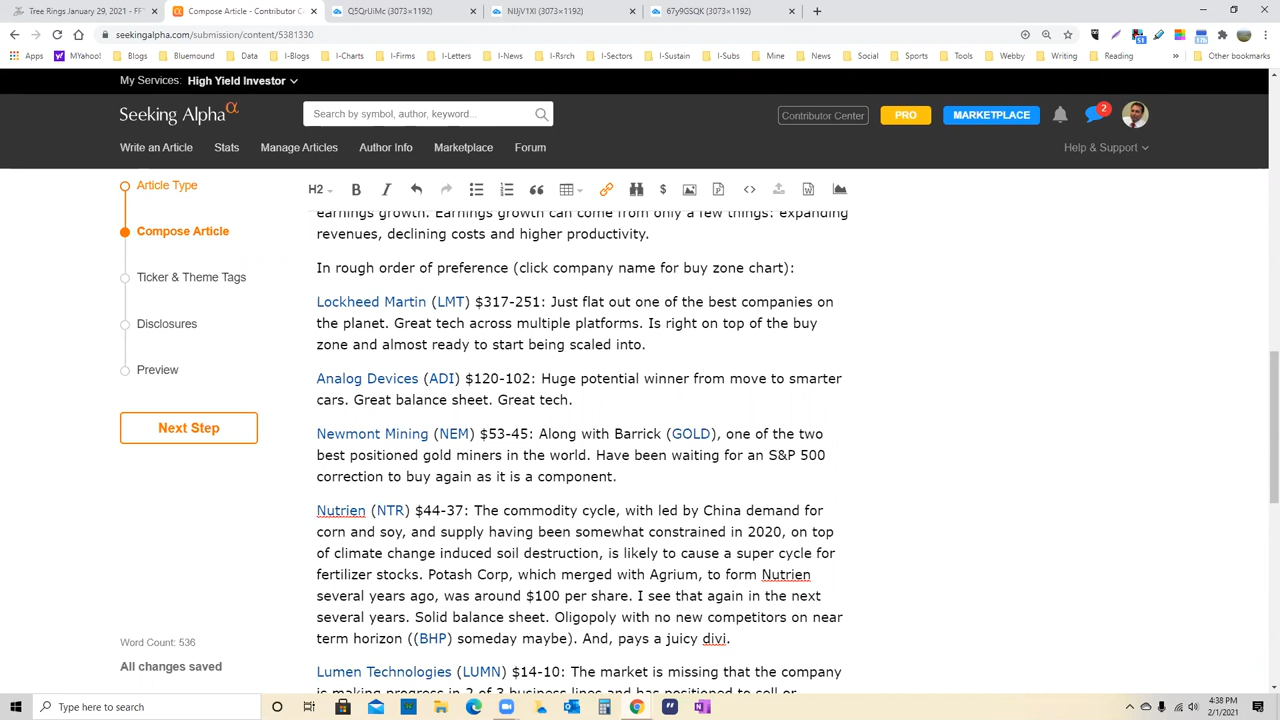 Tree Rings January 29, 2021 - FF
Compose Article - Contributor C
Q5QrUiMc (3073×1192)
67y9GSQK (3073×1192)
seekingalpha.com/submission/content/5381330
Apps
MYahoo!
Blogs
Bluemound
Data
I-Blogs
I-Charts
I-Firms
I-Letters
I-News
I-Rsrch
I-Sectors
I-Sustain
I-Subs
Mine
News
Social
Sports
Tools
Webby
Writing
Reading
Other bookmarks
My Services: High Yield Investor
Seeking Alpha α
Search by symbol, author, keyword...
Contributor Center
PRO
MARKETPLACE
2
Write an Article
Stats
Manage Articles
Author Info
Marketplace
Forum
Help & Support
Article Type
Compose Article
Ticker & Theme Tags
Disclosures
Preview
Next Step
Word Count: 536
All changes saved
H2
B
I
$
earnings growth. Earnings growth can come from only a few things: expanding
revenues, declining costs and higher productivity.
In rough order of preference (click company name for buy zone chart):
Lockheed Martin (LMT) $317-251: Just flat out one of the best companies on
the planet. Great tech across multiple platforms. Is right on top of the buy
zone and almost ready to start being scaled into.
Analog Devices (ADI) $120-102: Huge potential winner from move to smarter
cars. Great balance sheet. Great tech.
Newmont Mining (NEM) $53-45: Along with Barrick (GOLD), one of the two
best positioned gold miners in the world. Have been waiting for an S&P 500
correction to buy again as it is a component.
Nutrien (NTR) $44-37: The commodity cycle, with led by China demand for
corn and soy, and supply having been somewhat constrained in 2020, on top
of climate change induced soil destruction, is likely to cause a super cycle for
fertilizer stocks. Potash Corp, which merged with Agrium, to form Nutrien
several years ago, was around $100 per share. I see that again in the next
several years. Solid balance sheet. Oligopoly with no new competitors on near
term horizon ((BHP) someday maybe). And, pays a juicy divi.
Lumen Technologies (LUMN) $14-10: The market is missing that the company
is making progress in 2 of 3 business lines and has positioned to sell or
Type here to search
4:38 PM
2/1/2021